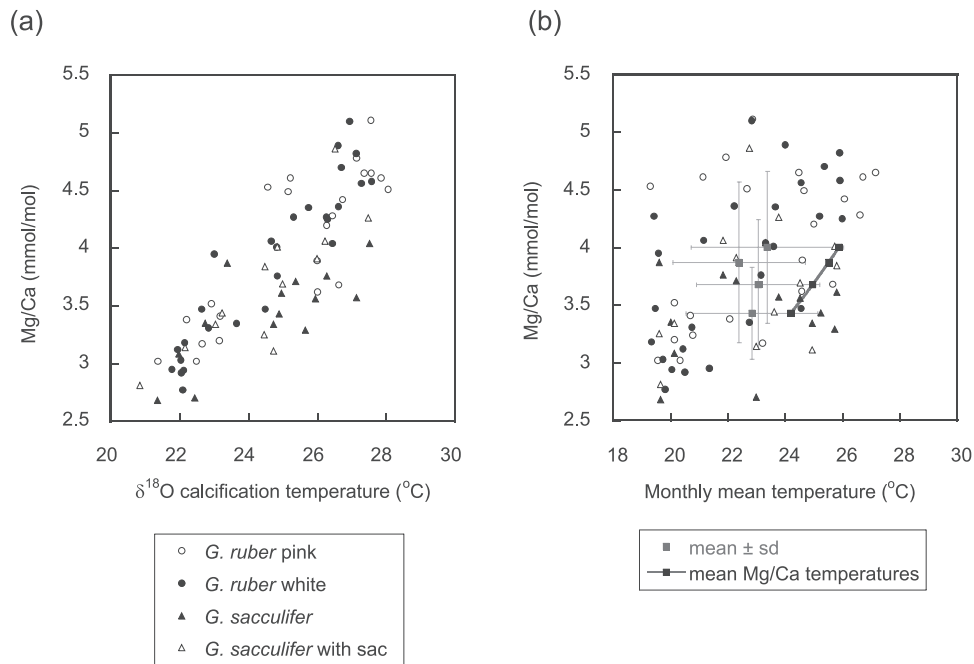 (a)
(b)
5.5
5
4.5
4
3.5
3
2.5
Mg/Ca (mmol/mol)
20 22 24 26 28 30
δ18O calcification temperature (oC)
5.5
5
4.5
4
3.5
3
2.5
Mg/Ca (mmol/mol)
18 20 22 24 26 28 30
Monthly mean temperature (oC)
G. ruber pink
G. ruber white
G. sacculifer
G. sacculifer with sac
mean ± sd
mean Mg/Ca temperatures